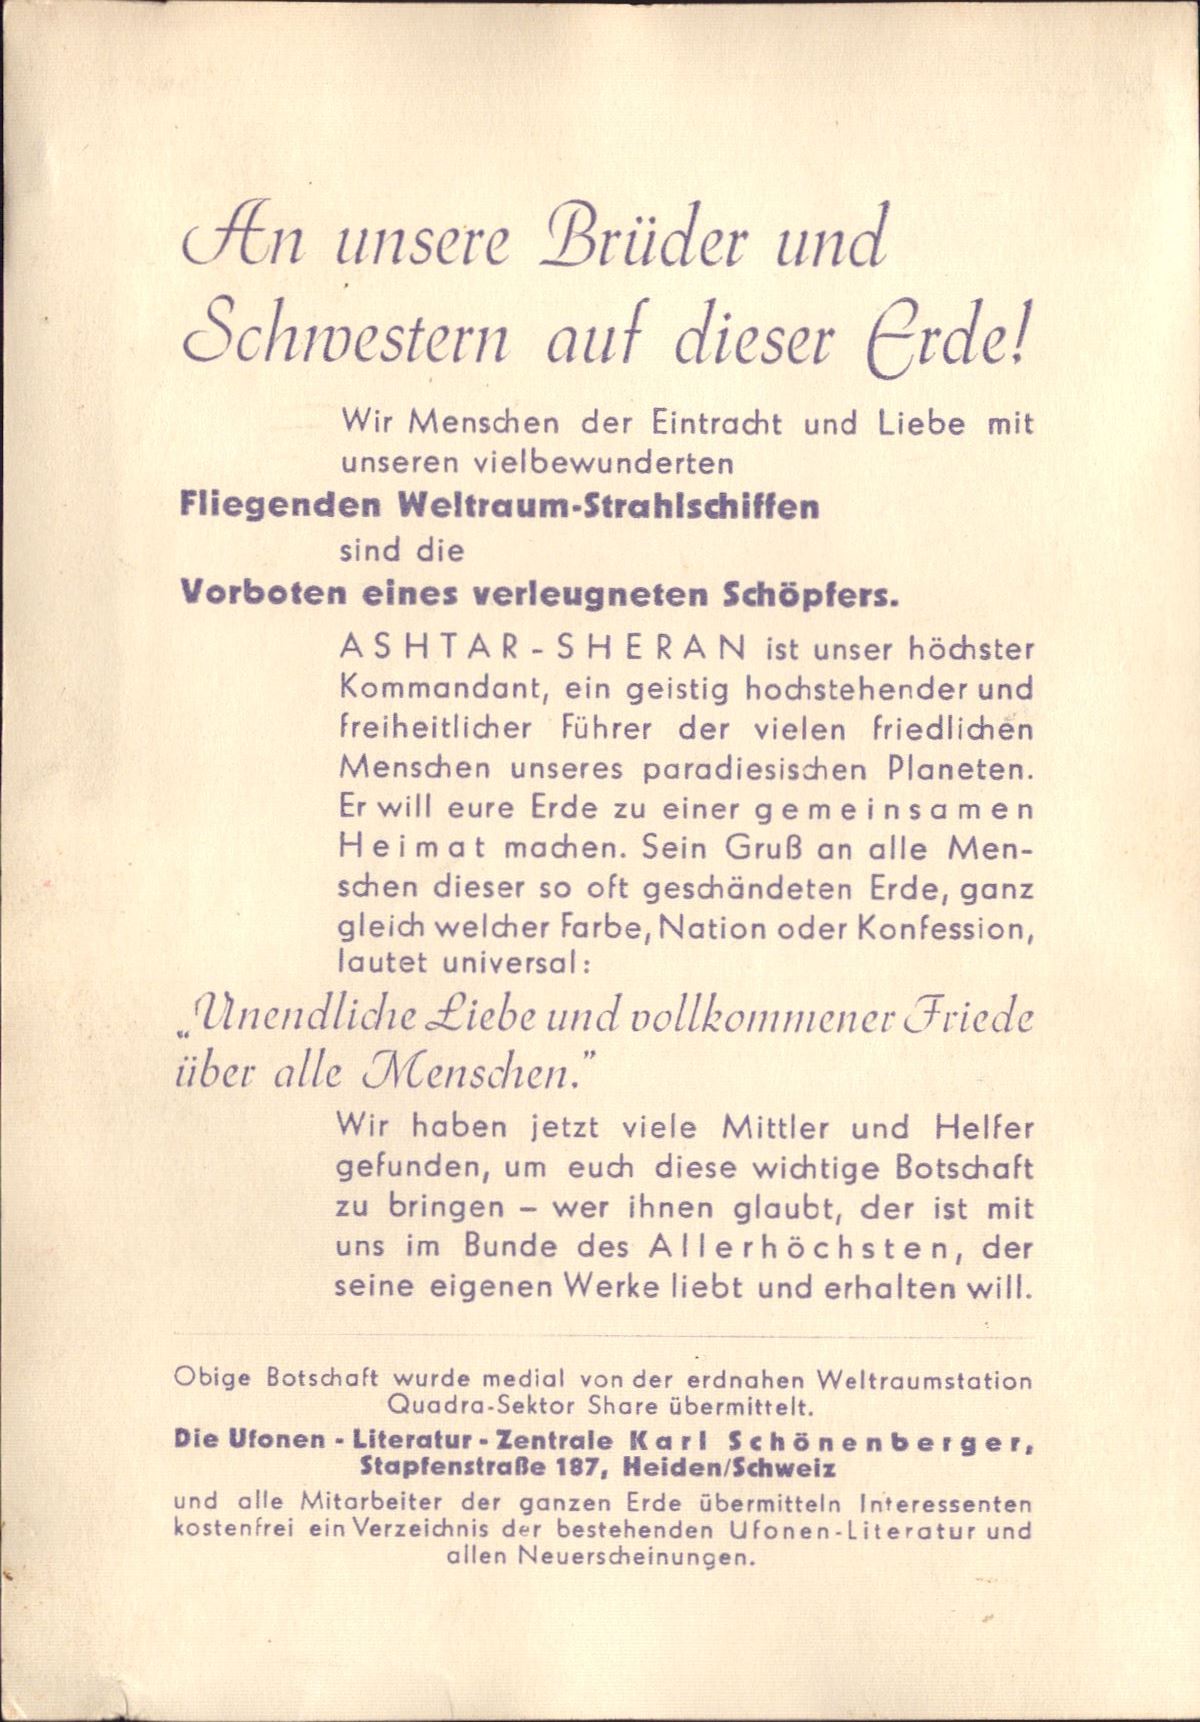 An unsere Brüder und
Schwestern auf dieser Erde!
Wir Menschen der Eintracht und Liebe mit
unseren vielbewunderten
Fliegenden Weltraum-Strahlschiffen
sind die
Vorboten eines verleugneten Schöpfers.
ASHTAR-SHERAN ist unser höchster
Kommandant, ein geistig hochstehender und
freiheitlicher Führer der vielen friedlichen
Menschen unseres paradiesischen Planeten.
Er will eure Erde zu einer gemeinsamen
Heimat machen. Sein Gruß an alle Men-
schen dieser so oft geschändeten Erde, ganz
gleich welcher Farbe, Nation oder Konfession,
lautet universal:
„Unendliche Liebe und vollkommener Friede
über alle Menschen.”
Wir haben jetzt viele Mittler und Helfer
gefunden, um euch diese wichtige Botschaft
zu bringen – wer ihnen glaubt, der ist mit
uns im Bunde des Allerhöchsten, der
seine eigenen Werke liebt und erhalten will.
Obige Botschaft wurde medial von der erdnahen Weltraumstation
Quadra-Sektor Share übermittelt.
Die Ufonen - Literatur - Zentrale Karl Schönenberger,
Stapfenstraße 187, Heiden/Schweiz
und alle Mitarbeiter der ganzen Erde übermitteln Interessenten
kostenfrei ein Verzeichnis der bestehenden Ufonen-Literatur und
allen Neuerscheinungen.